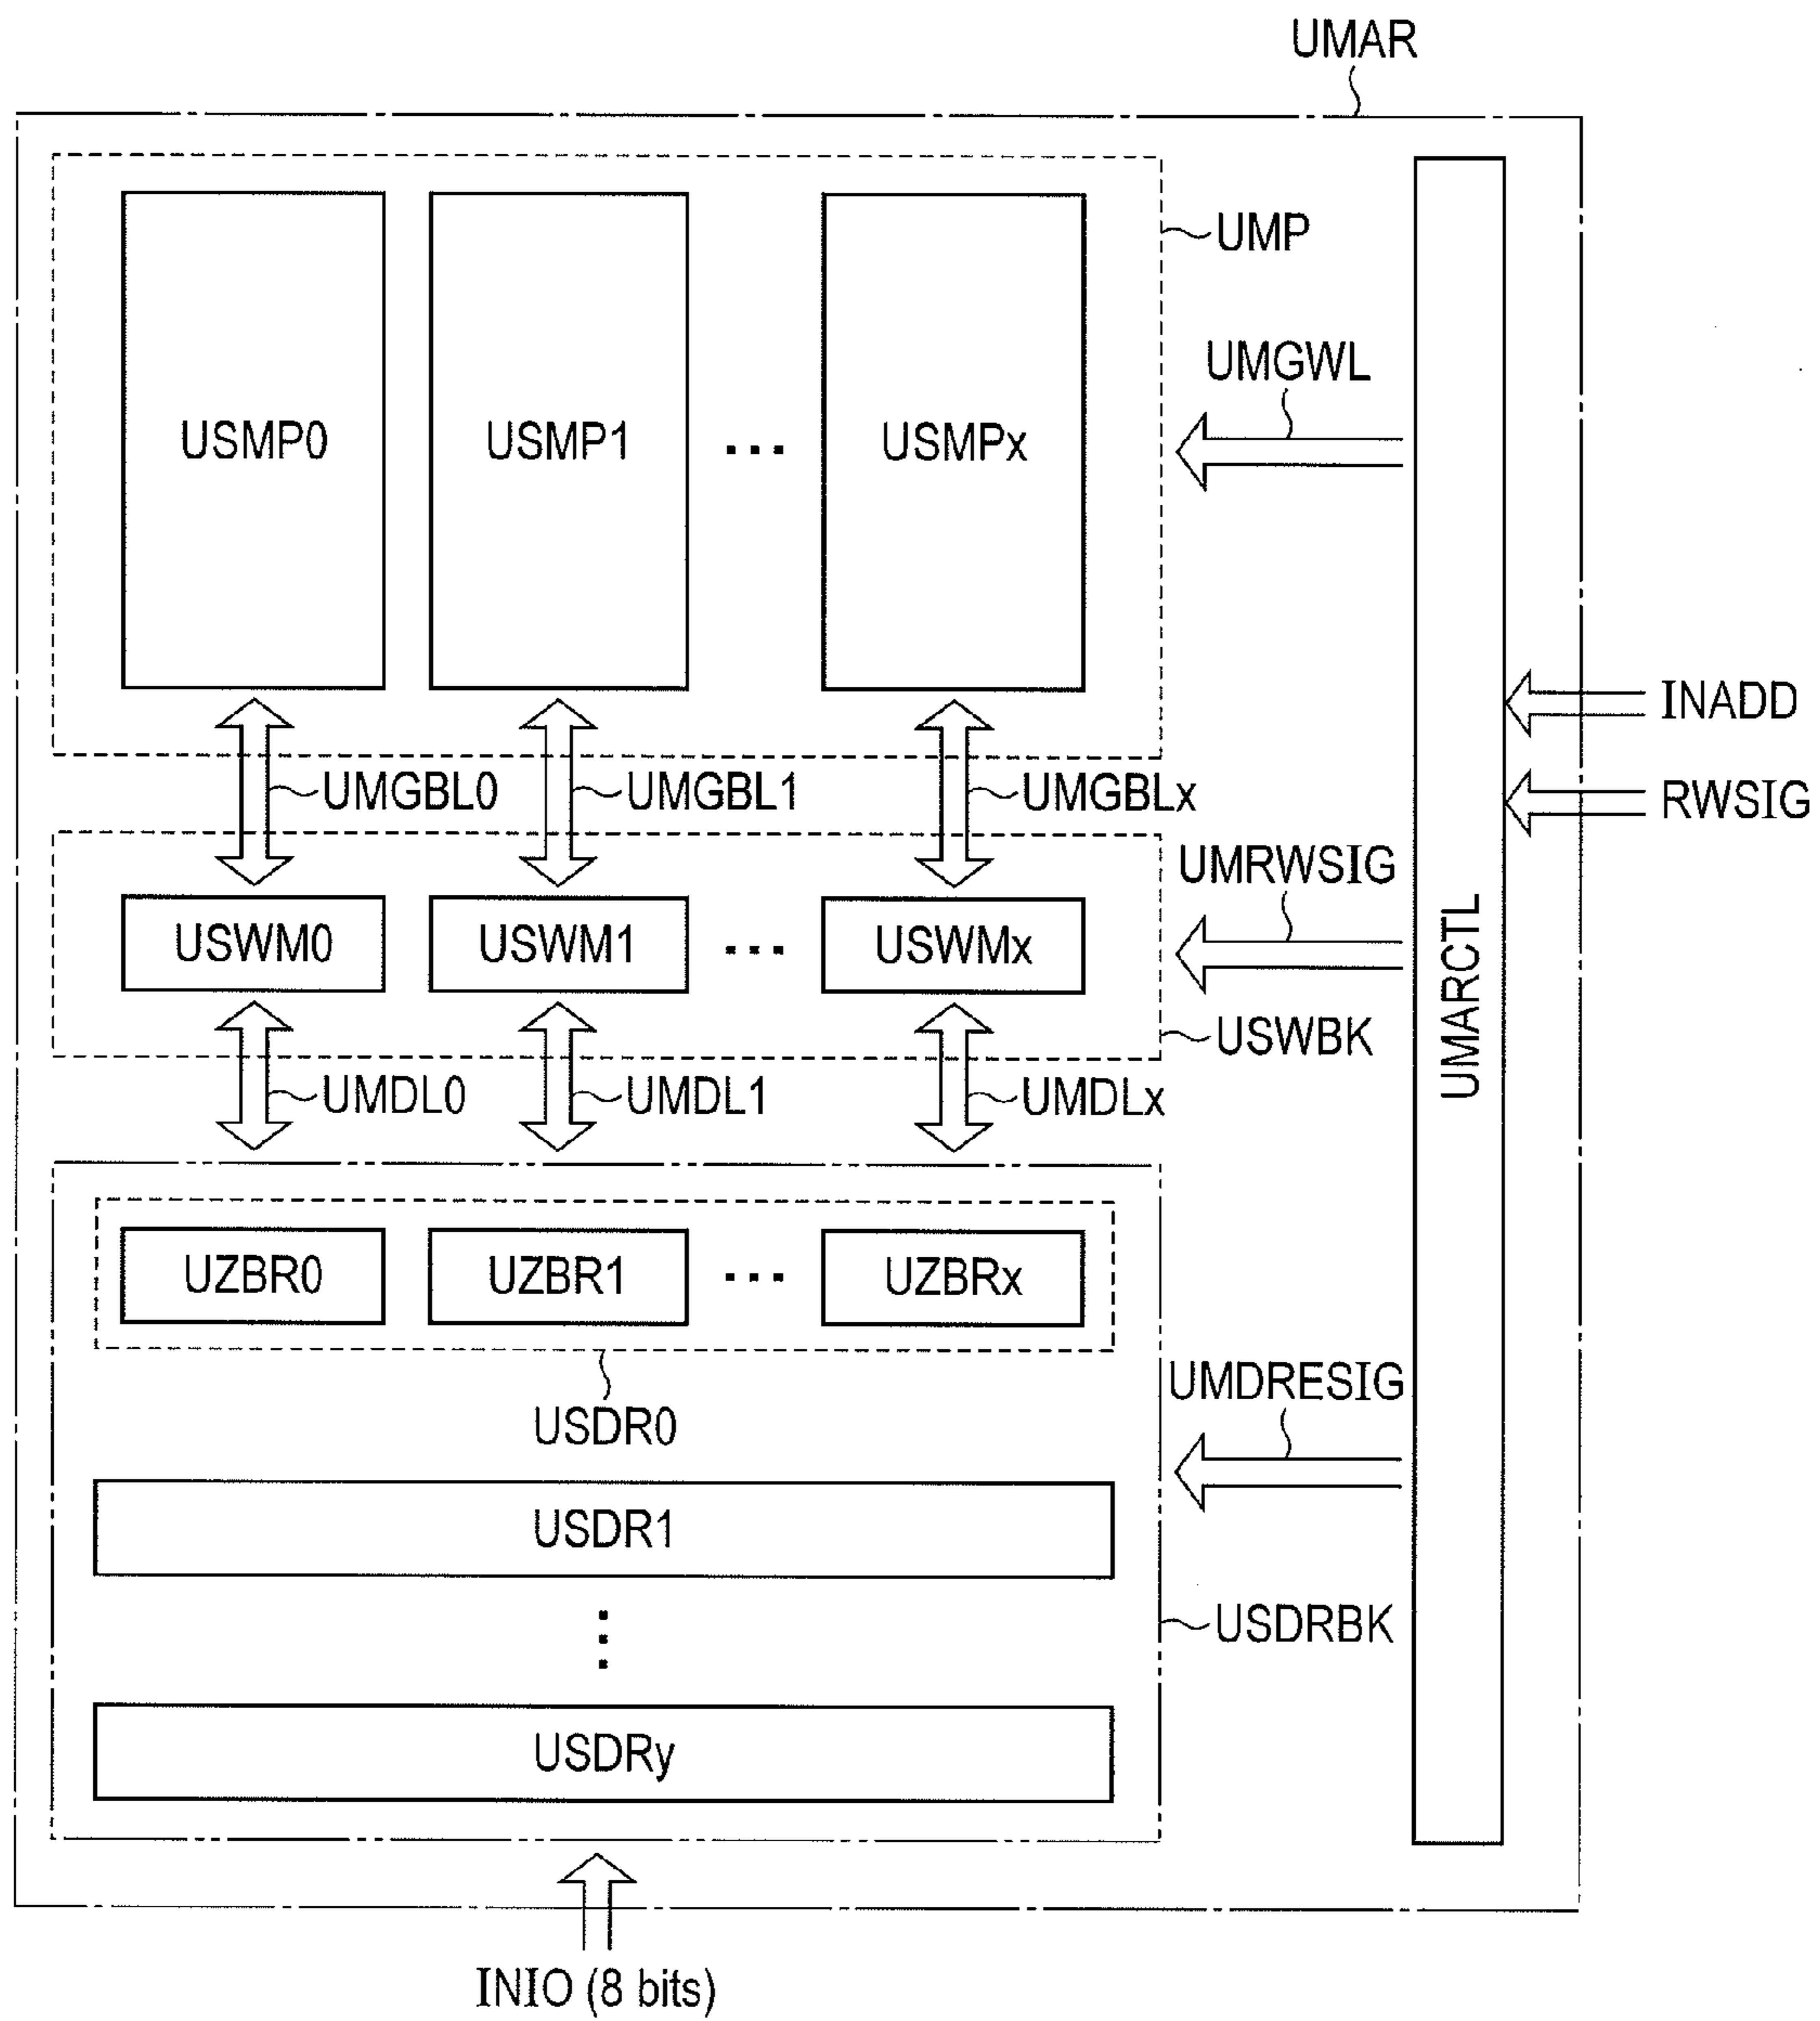 UMAR
UMP
USMP0 USMP1 ... USMPx
UMGWL
INADD
UMGBL0 UMGBL1 UMGBLx
RWSIG
UMRWSIG
USWM0 USWM1 ... USWMx
UMARCTL
USWBK
UMDL0 UMDL1 UMDLx
UZBR0 UZBR1 ... UZBRx
UMDRESIG
USDR0
USDR1
USDRBK
USDRy
INIO (8 bits)